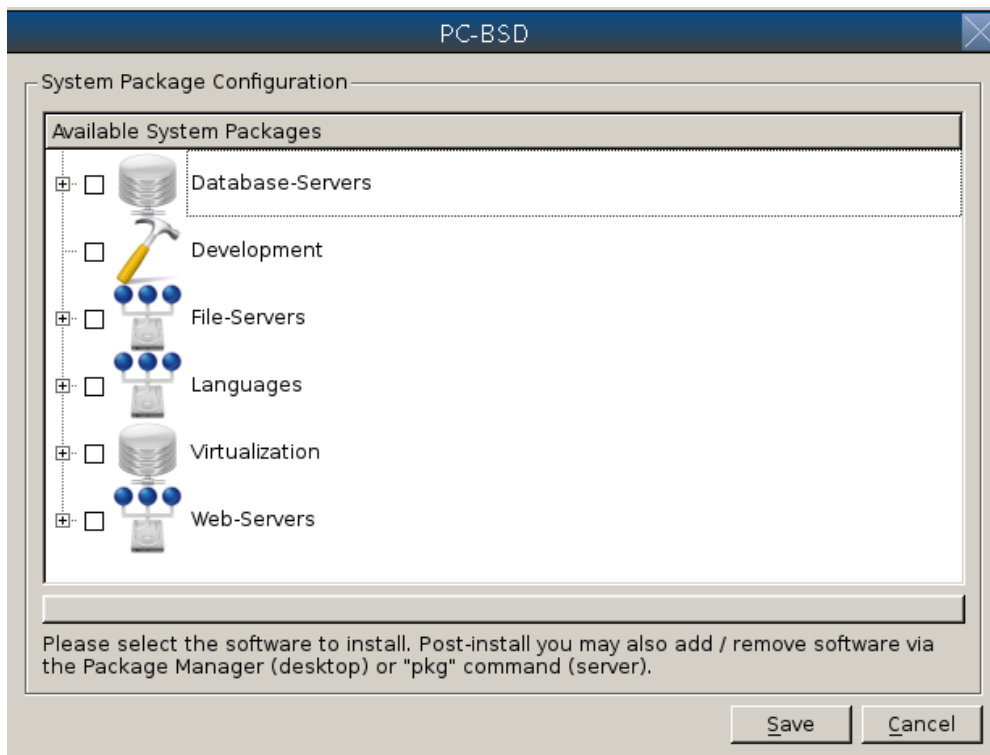 PC-BSD
System Package Configuration
Available System Packages
Database-Servers
Development
File-Servers
Languages
Virtualization
Web-Servers
Please select the software to install. Post-install you may also add / remove software via
the Package Manager (desktop) or "pkg" command (server).
Save
Cancel